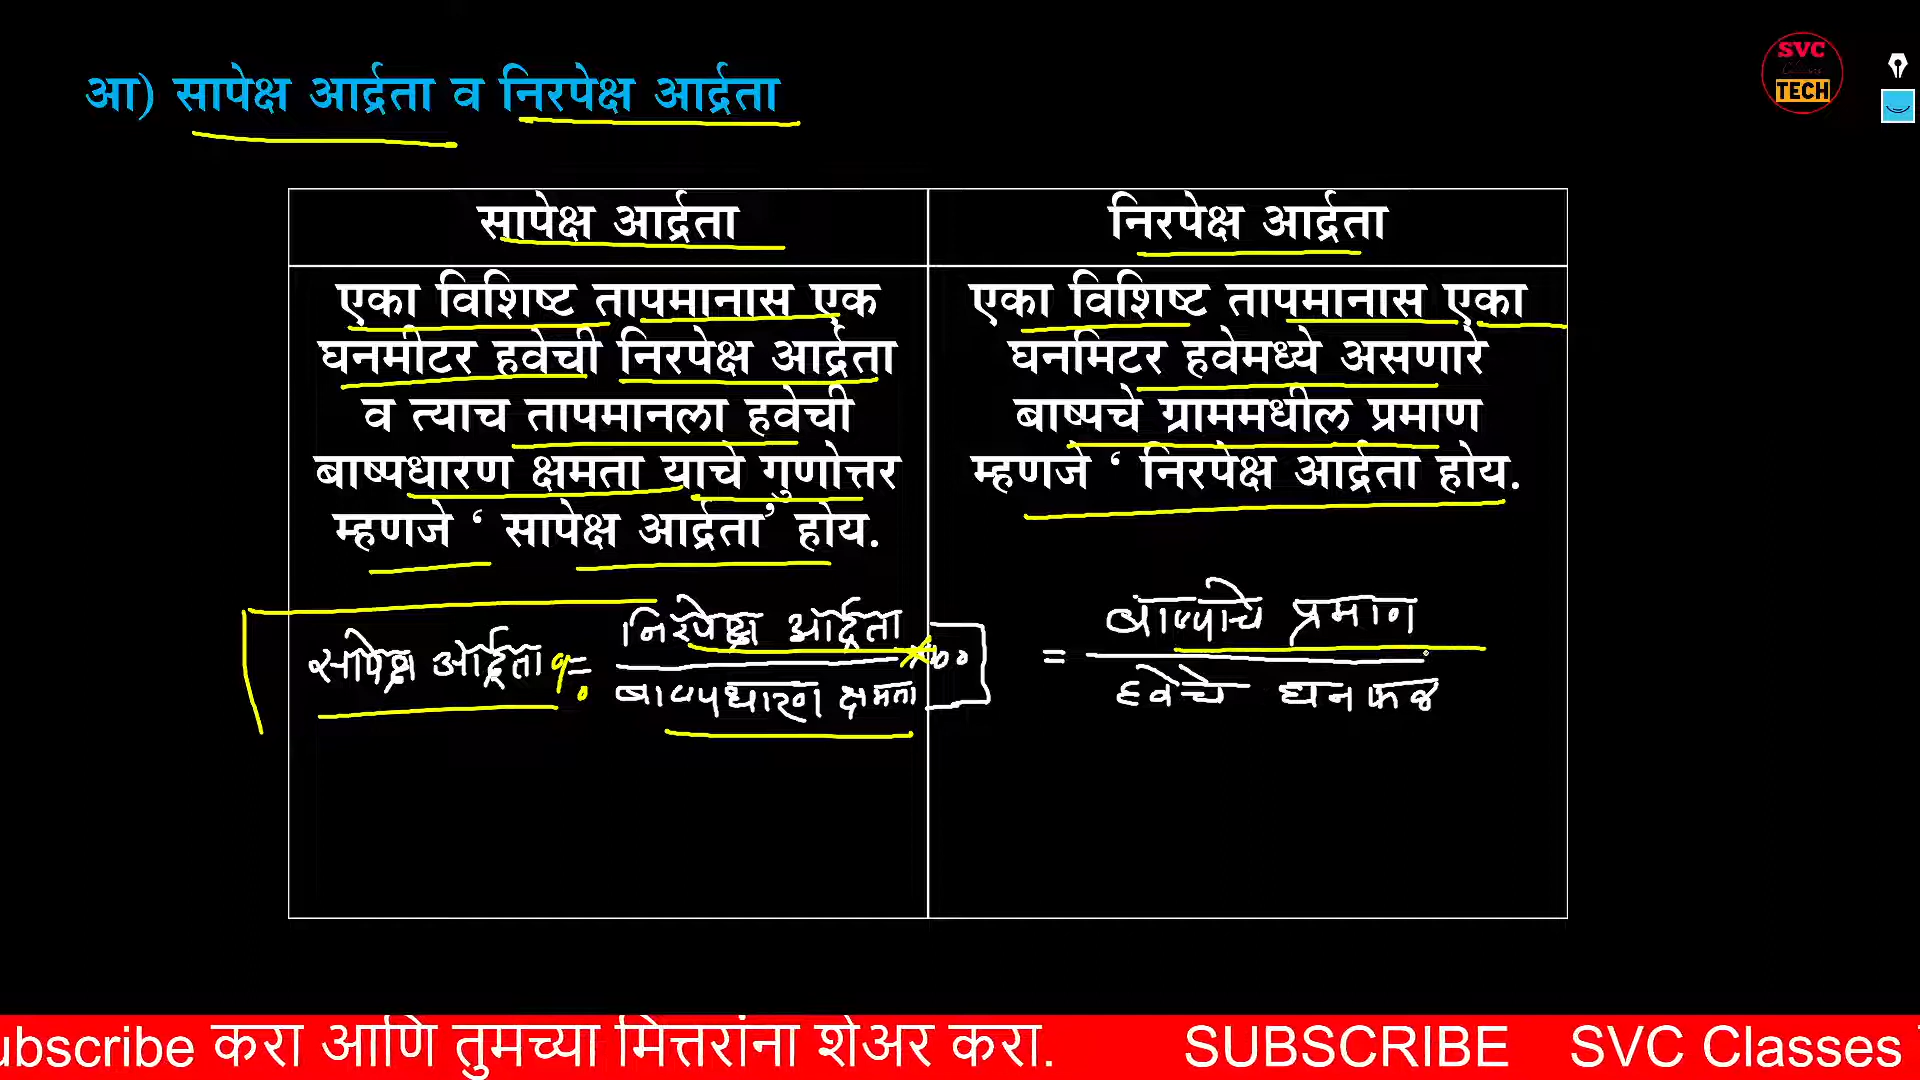 आ) सापेक्ष आर्द्रता व निरपेक्ष आर्द्रता
SVC
TECH
सापेक्ष आर्द्रता
एका विशिष्ट तापमानास एक
घनमीटर हवेची निरपेक्ष आर्द्रता
व त्याच तापमानला हवेची
बाष्पधारण क्षमता याचे गुणोत्तर
म्हणजे ‘ सापेक्ष आर्द्रता’ होय.
निरपेक्ष आर्द्रता
सापेक्ष आर्द्रता % =
बाष्पधारण क्षमता
निरपेक्ष आर्द्रता
एका विशिष्ट तापमानास एका
घनमिटर हवेमध्ये असणारे
बाष्पचे ग्राममधील प्रमाण
म्हणजे ‘ निरपेक्ष आर्द्रता होय.
बाष्पाचे प्रमाण
=
हवेचे घनफळ
ubscribe करा आणि तुमच्या मित्तरांना शेअर करा. SUBSCRIBE SVC Classes